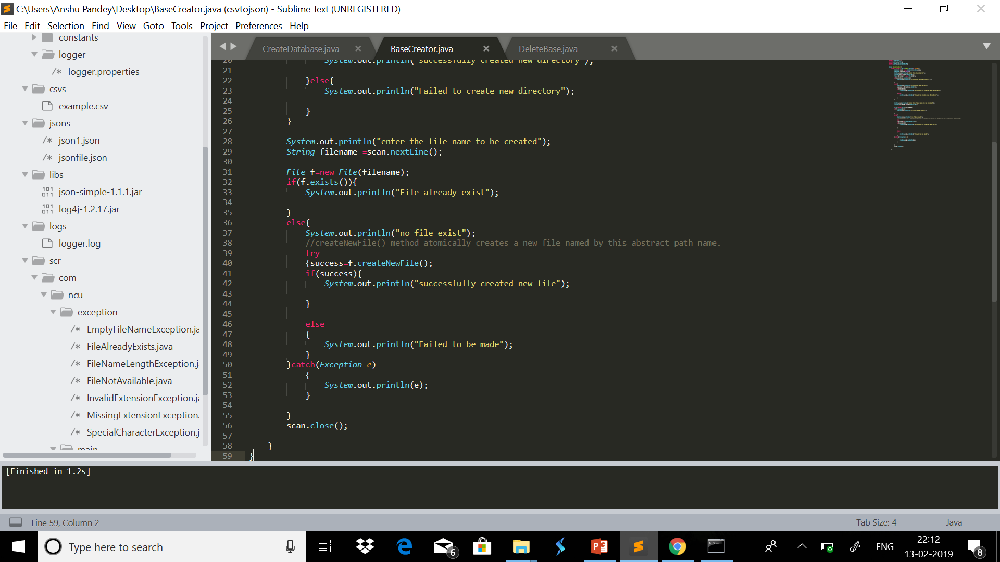 C:\Users\Anshu Pandey\Desktop\BaseCreator.java (csvtojson) - Sublime Text (UNREGISTERED)
File Edit Selection Find View Goto Tools Project Preferences Help
constants
logger
/* logger.properties
csvs
example.csv
jsons
/* json1.json
/* jsonfile.json
libs
json-simple-1.1.1.jar
log4j-1.2.17.jar
logs
logger.log
scr
com
ncu
exception
/* EmptyFileNameException.ja
/* FileAlreadyExists.java
/* FileNameLengthException.j
/* FileNotAvailable.java
/* InvalidExtensionException.ja
/* MissingExtensionException.
/* SpecialCharacterException.j
main
CreateDatabase.java BaseCreator.java DeleteBase.java
20 System.out.println("successfully created new directory");
21
22 }else{
23 System.out.println("Failed to create new directory");
24
25 }
26 }
27
28 System.out.println("enter the file name to be created");
29 String filename =scan.nextLine();
30
31 File f=new File(filename);
32 if(f.exists()){
33 System.out.println("File already exist");
34
35 }
36 else{
37 System.out.println("no file exist");
38 //createNewFile() method atomically creates a new file named by this abstract path name.
39 try
40 {success=f.createNewFile();
41 if(success){
42 System.out.println("successfully created new file");
43
44 }
45
46 else
47 {
48 System.out.println("Failed to be made");
49 }
50 }catch(Exception e)
51 {
52 System.out.println(e);
53 }
54
55 }
56 scan.close();
57
58 }
59 }
[Finished in 1.2s]
Line 59, Column 2
Tab Size: 4 Java
Type here to search
6
ENG
22:12
13-02-2019
8